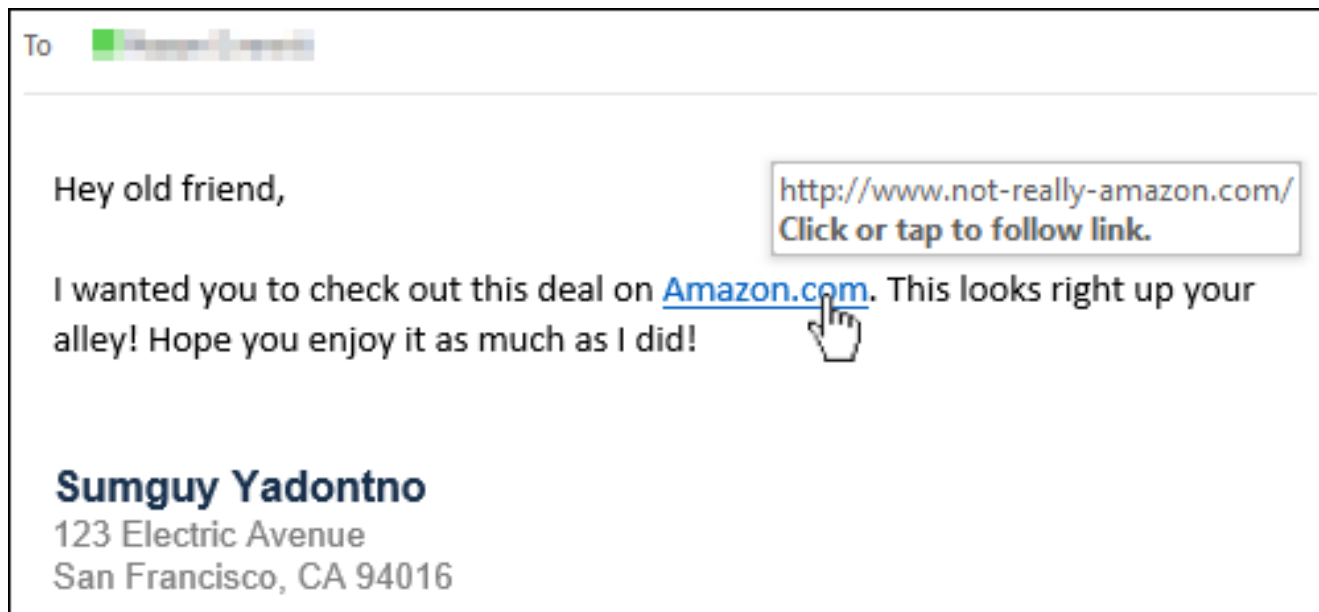 To
Hey old friend,
http://www.not-really-amazon.com/
Click or tap to follow link.
I wanted you to check out this deal on Amazon.com. This looks right up your
alley! Hope you enjoy it as much as I did!
Sumguy Yadontno
123 Electric Avenue
San Francisco, CA 94016